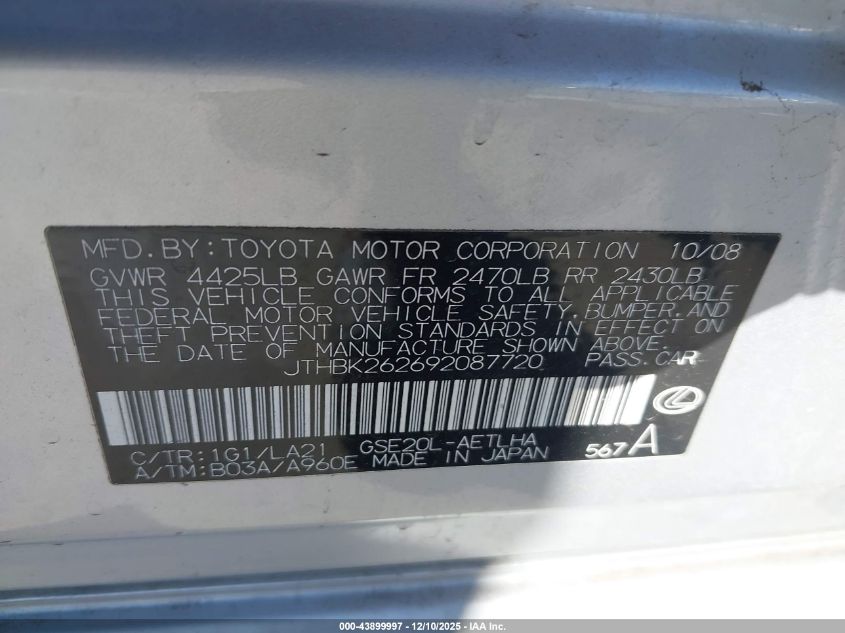 MFD.BY:TOYOTA MOTOR CORPORATION 10/08
GVWR 4425LB GAWR FR 2470LB RR 2430LB
THIS VEHICLE CONFORMS TO ALL APPLICABLE
FEDERAL MOTOR VEHICLE SAFETY,BUMPER,AND
THEFT PREVENTION STANDARDS IN EFFECT ON
THE DATE OF MANUFACTURE SHOWN ABOVE.
JTHBK262692087720 PASS.CAR
C/TR:1G1/LA21 GSE20L-AETLHA
A/TM:B03A/A960E MADE IN JAPAN 567A
000-43899997 - 12/10/2025 - IAA Inc.